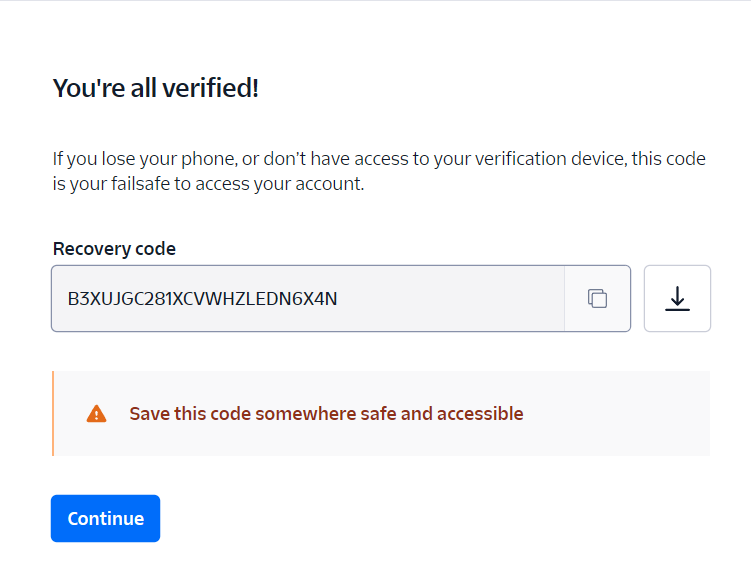 You're all verified!
If you lose your phone, or don't have access to your verification device, this code
is your failsafe to access your account.
Recovery code
B3XUJGC281XCVWHZLEDN6X4N
Save this code somewhere safe and accessible
Continue